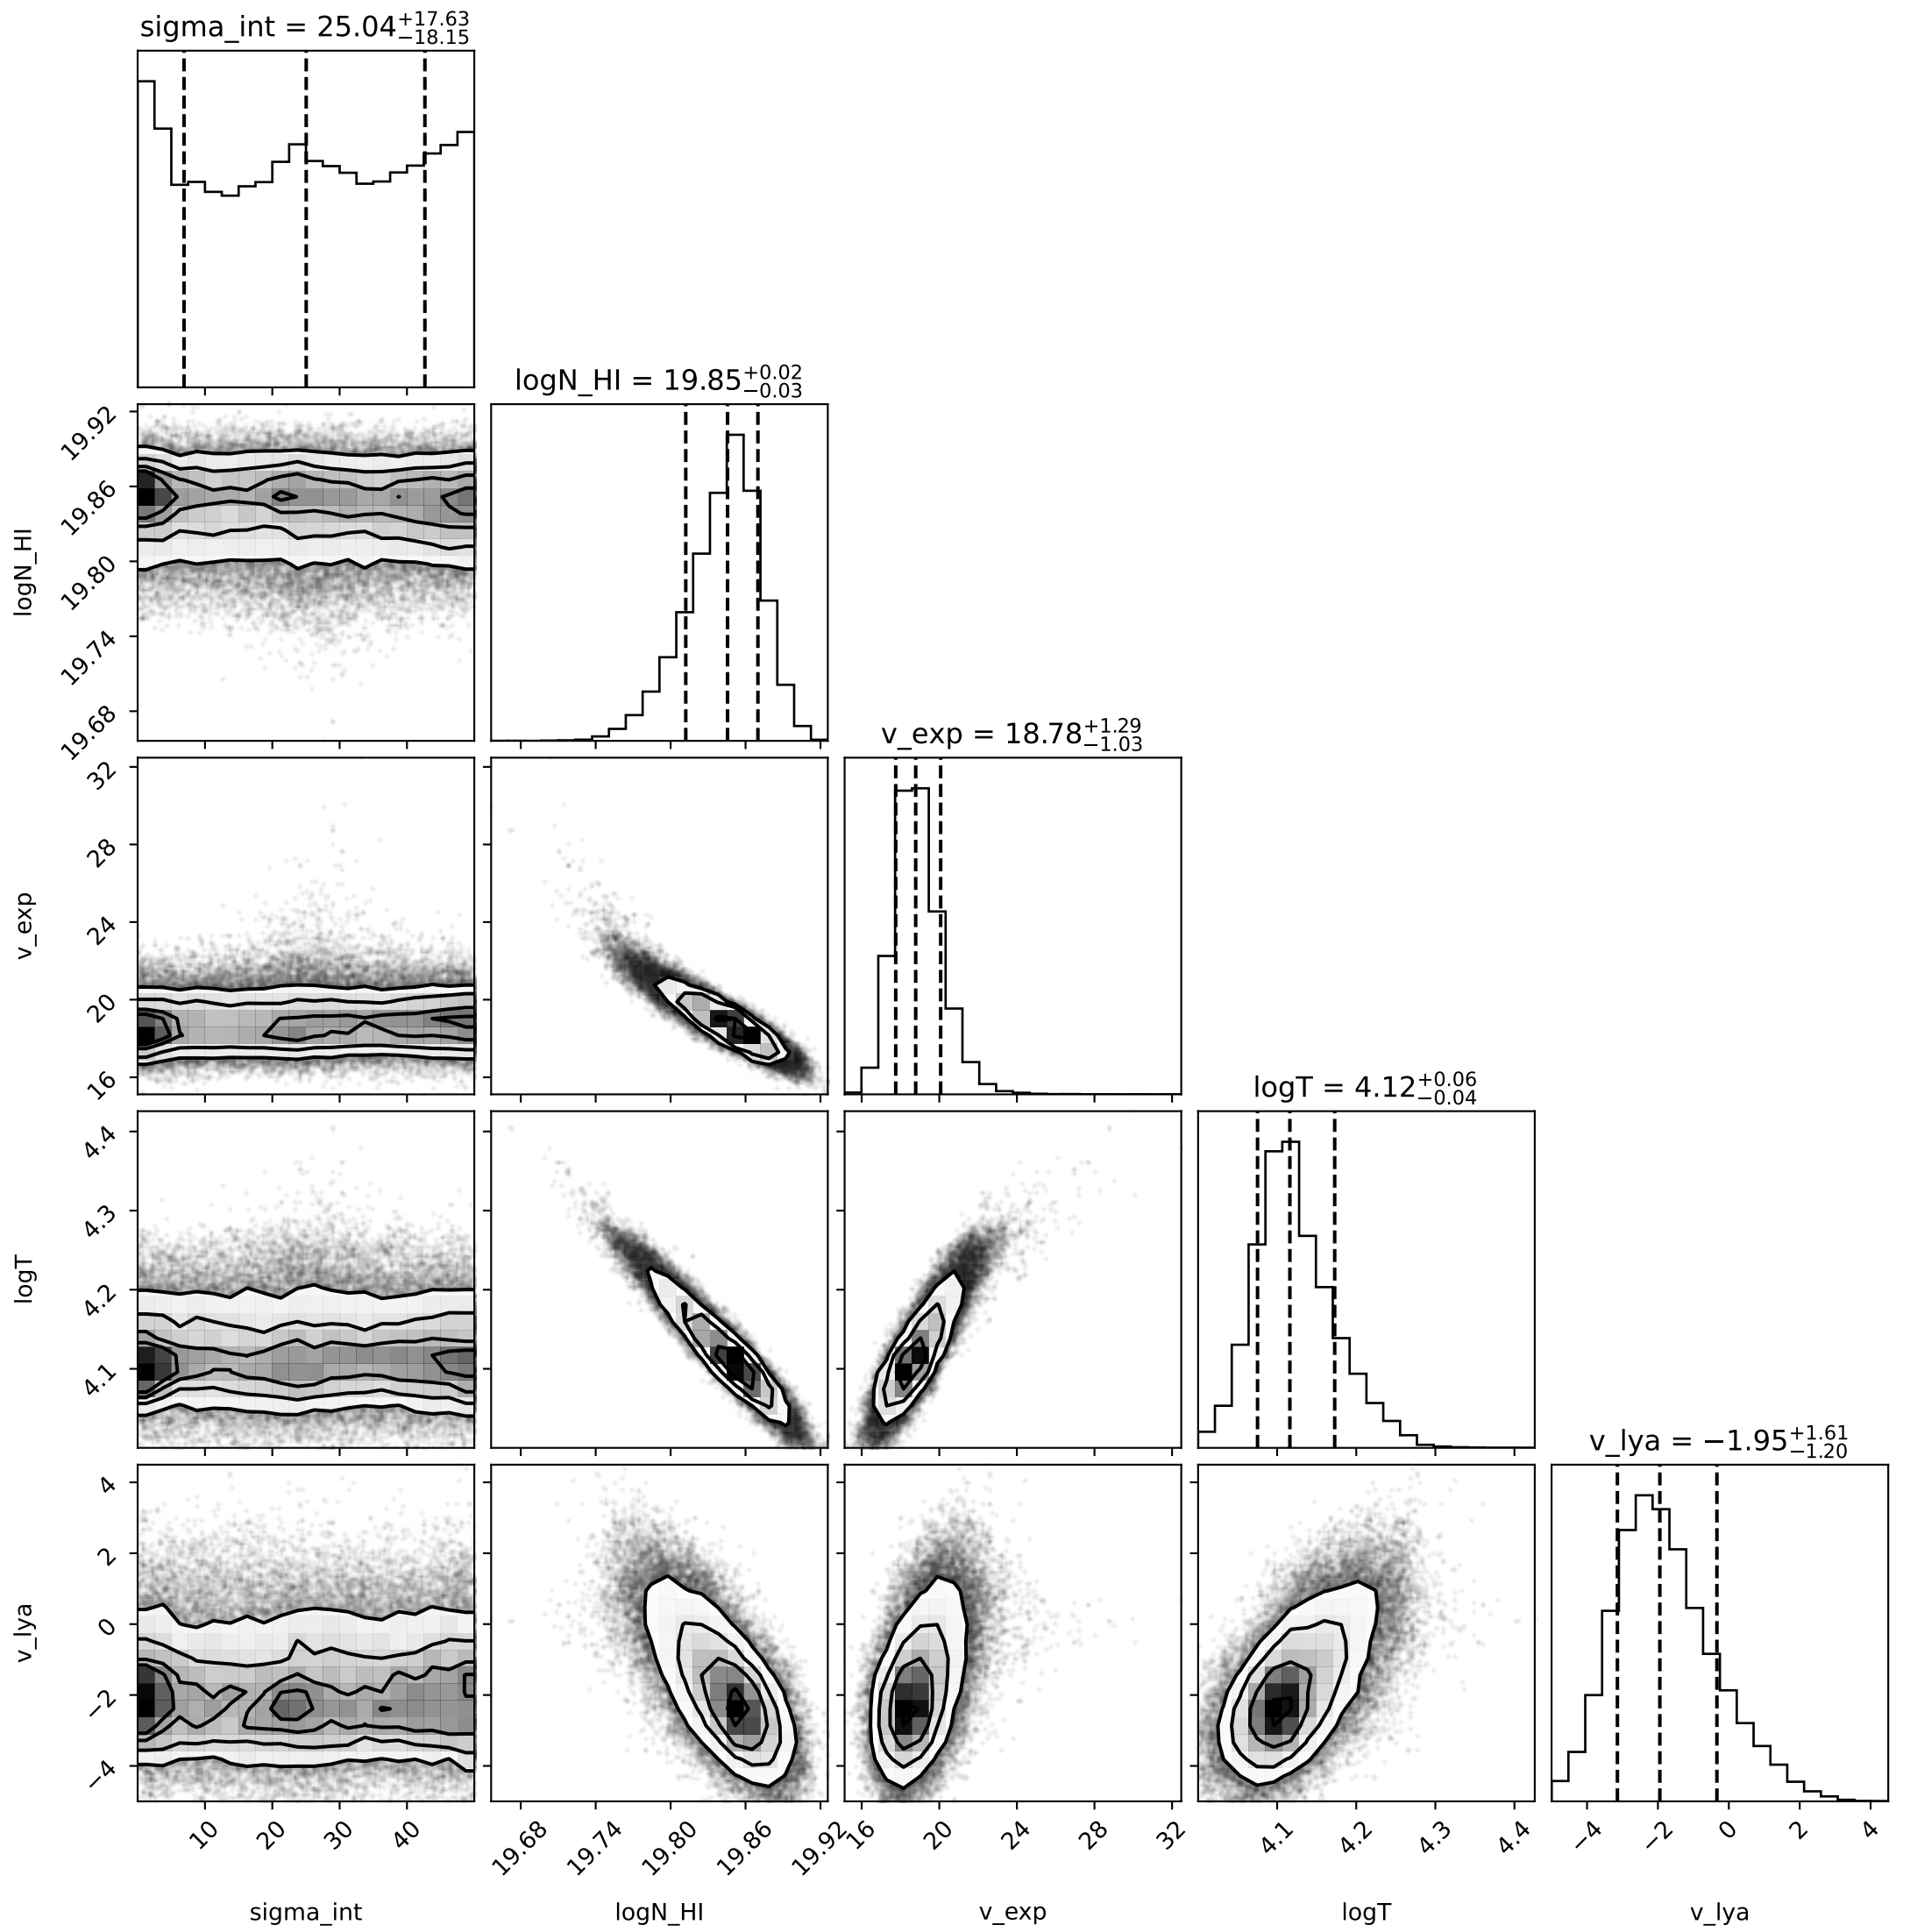 sigma_int = 25.04 +17.63 −18.15
logN_HI = 19.85 +0.02 −0.03
19.92
19.86
19.80
19.74
19.68
logN_HI
v_exp = 18.78 +1.29 −1.03
32
28
24
20
16
v_exp
logT = 4.12 +0.06 −0.04
4.4
4.3
4.2
4.1
logT
v_lya = −1.95 +1.61 −1.20
4
2
0
−2
−4
v_lya
10 20 30 40 19.68 19.74 19.80 19.86 19.92 16 20 24 28 32 4.1 4.2 4.3 4.4 −4 −2 0 2 4
sigma_int logN_HI v_exp logT v_lya